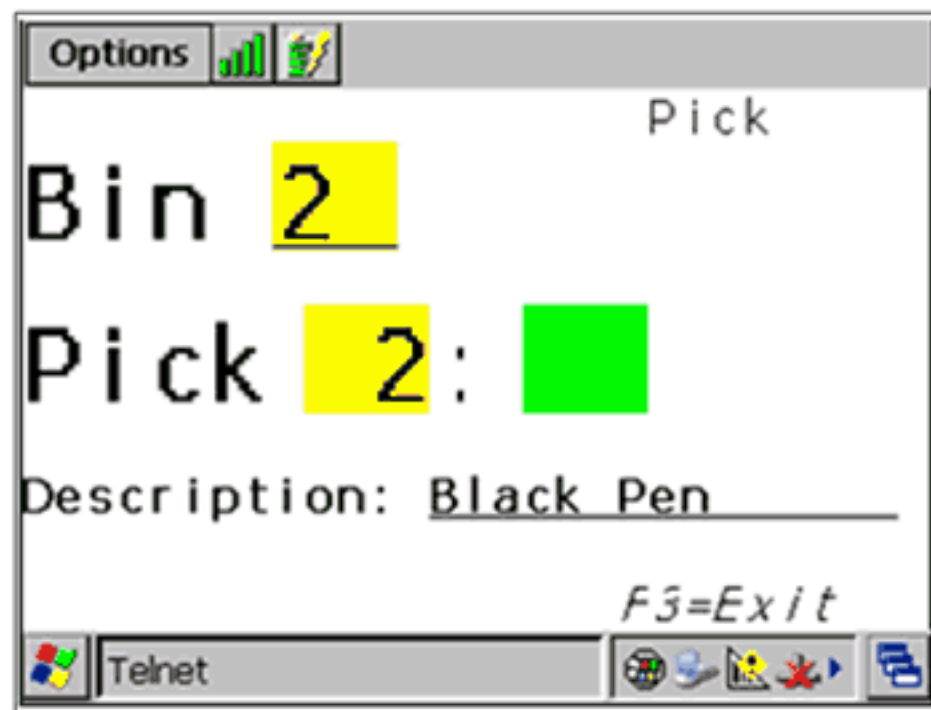 Options
Pick
Bin 2
Pick 2:
Description: Black Pen
F3=Exit
Telnet